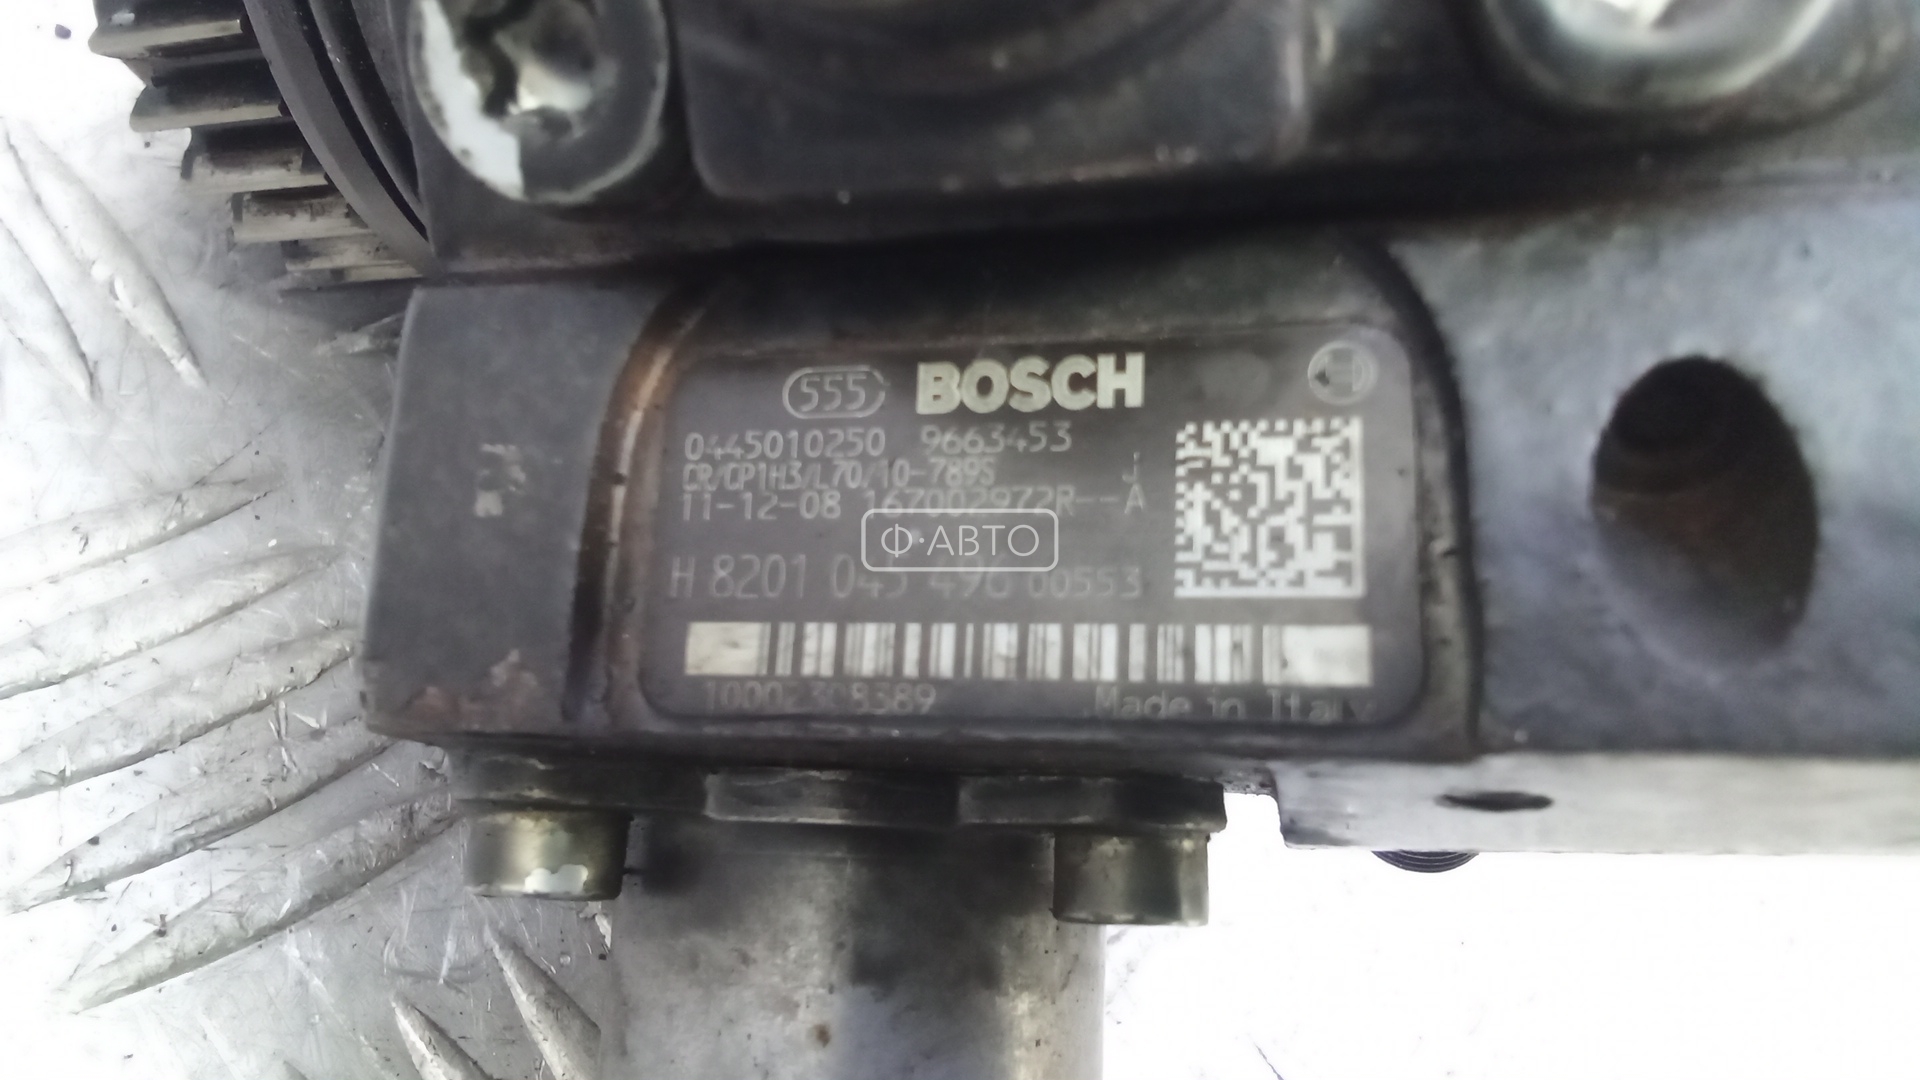 555 BOSCH
0445010250 9663453
CR/CP1H3/L70/10-789S J
11-12-08 167002972R--A
Ф·АВТО
H 8201 045 496 00553
Made in Italy